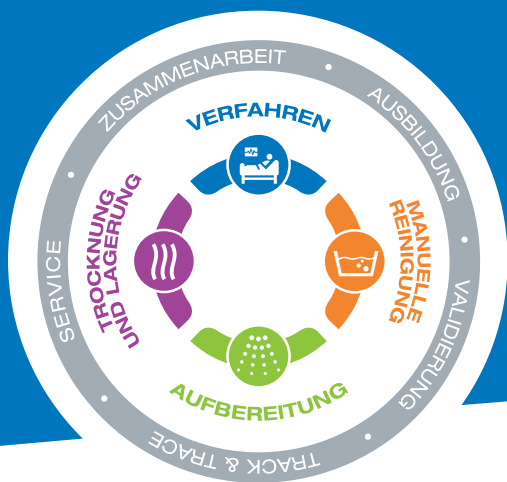 ZUSAMMENARBEIT
AUSBILDUNG
VALIDIERUNG
TRACK & TRACE
SERVICE
VERFAHREN
MANUELLE
REINIGUNG
AUFBEREITUNG
TROCKNUNG
UND LAGERUNG